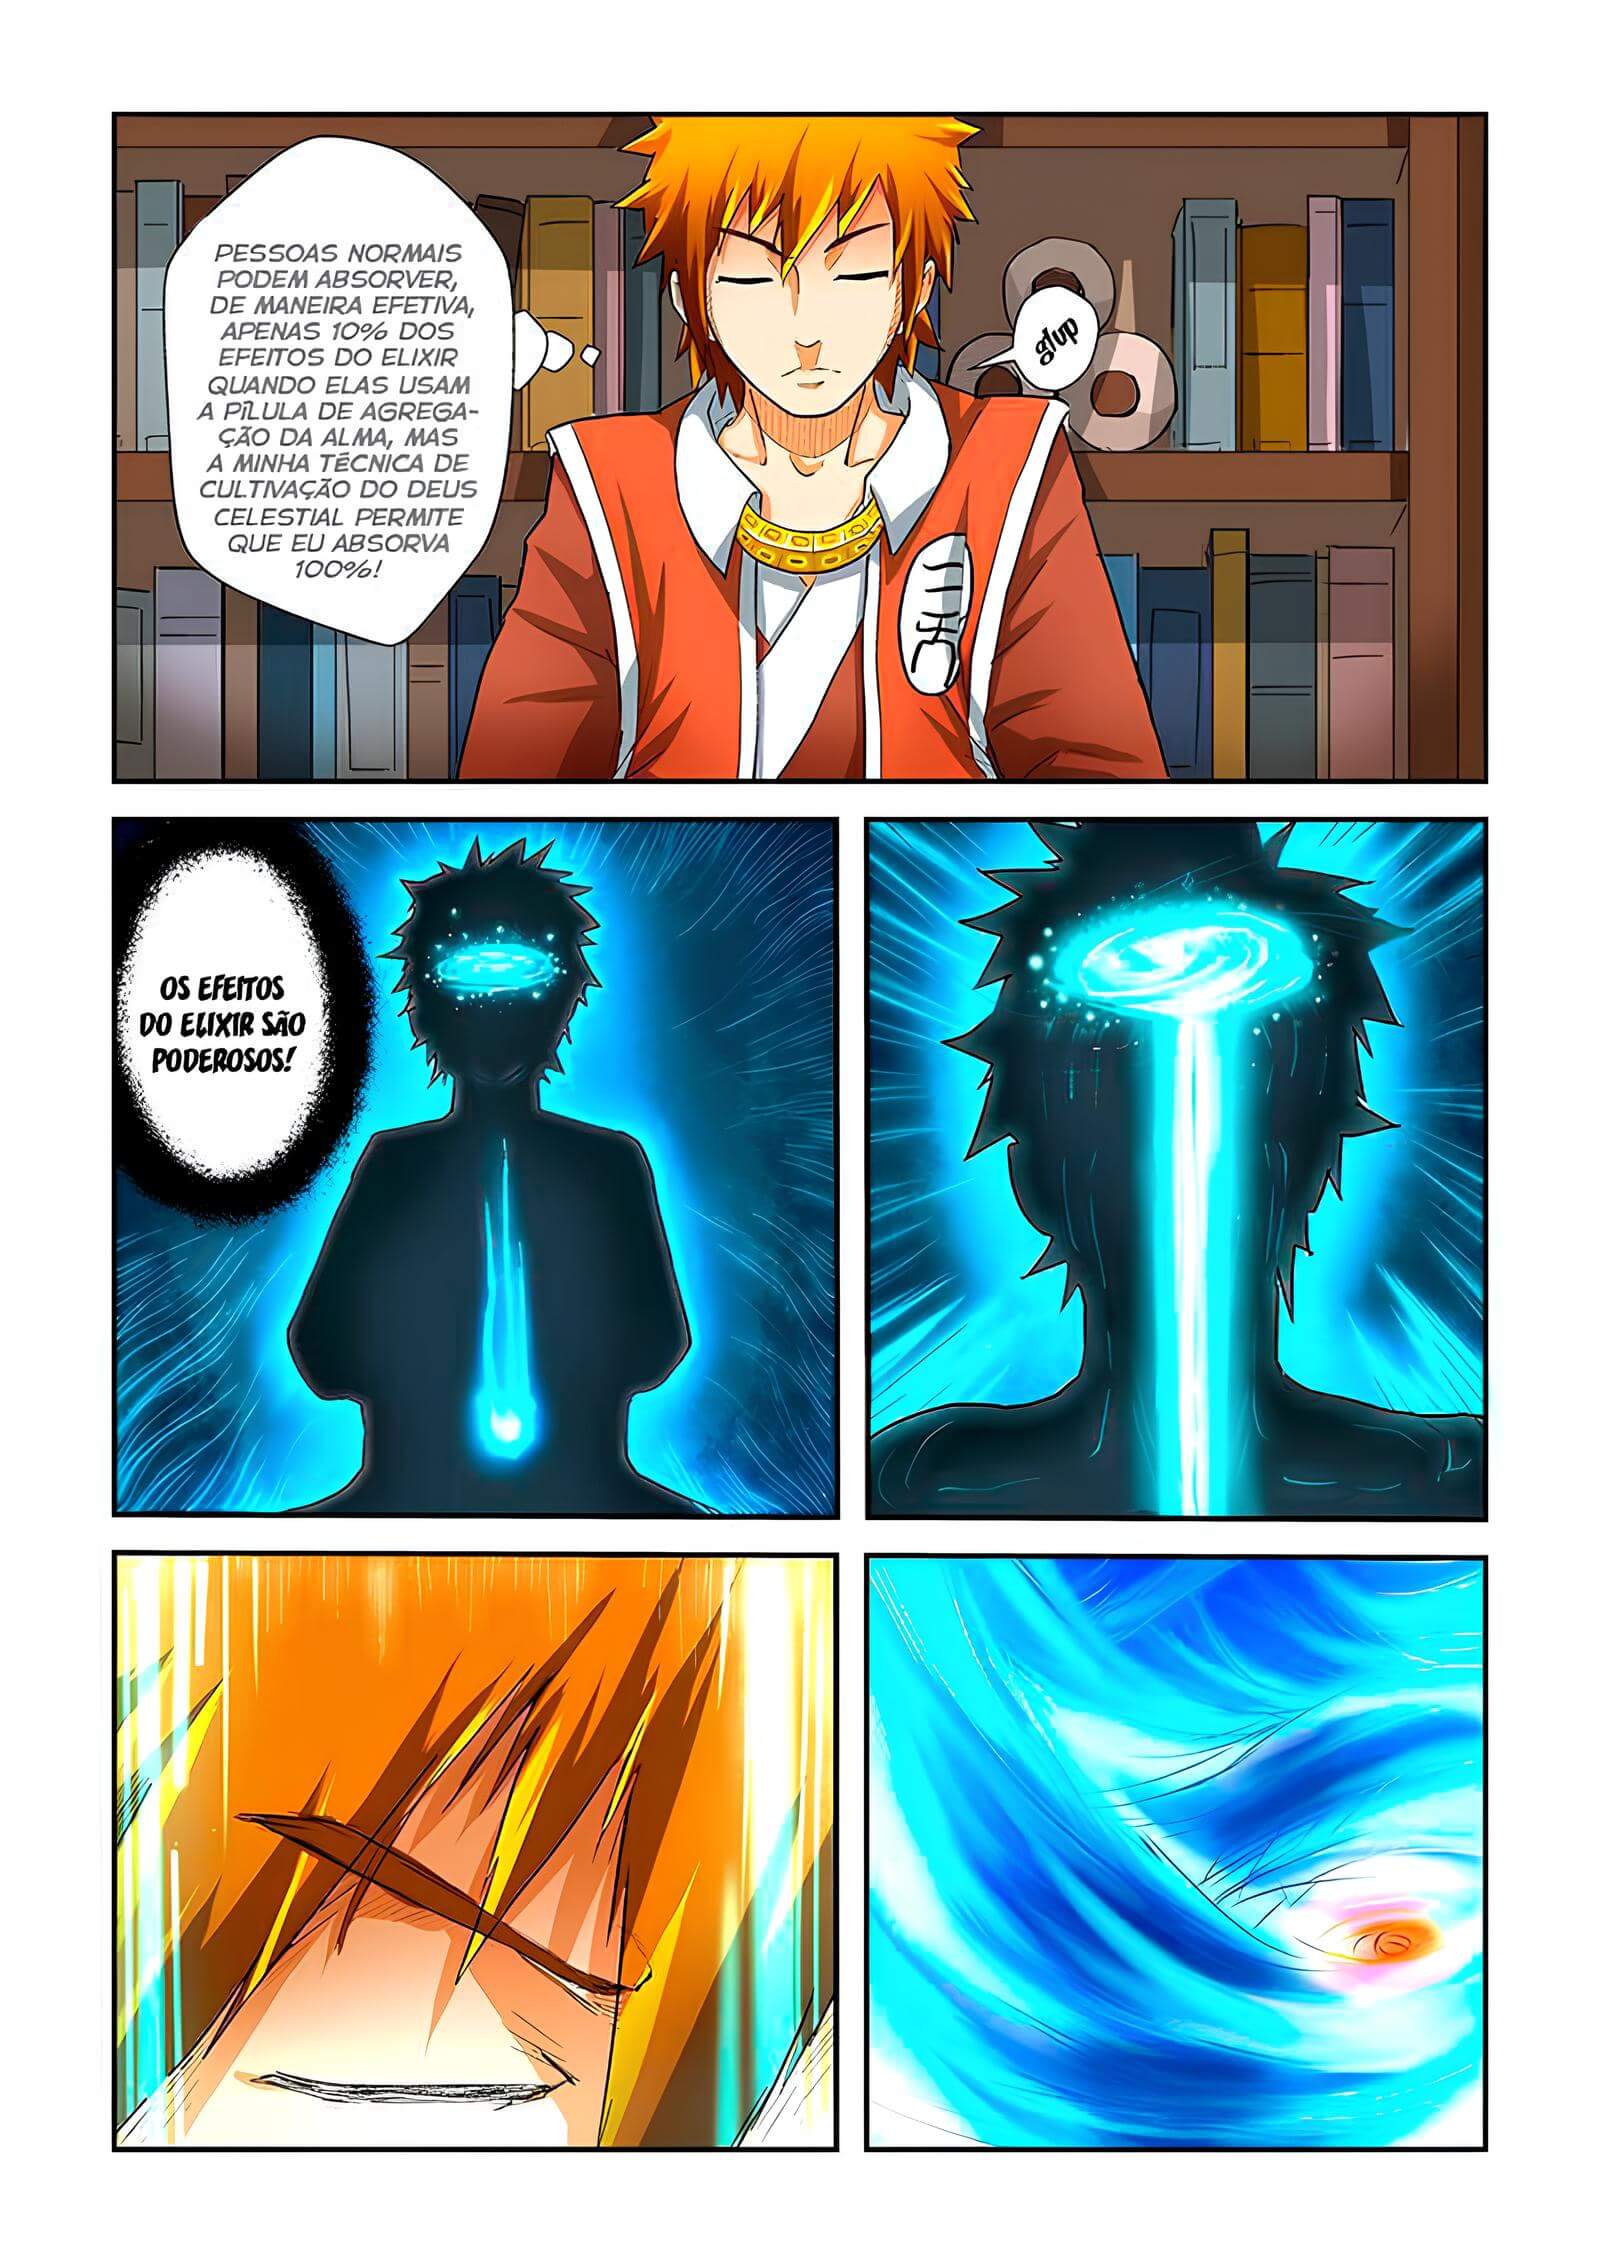 PESSOAS NORMAIS
PODEM ABSORVER,
DE MANEIRA EFETIVA,
APENAS 10% DOS
EFEITOS DO ELIXIR
QUANDO ELAS USAM
A PÍLULA DE AGREGA-
ÇÃO DA ALMA, MAS
A MINHA TÉCNICA DE
CULTIVAÇÃO DO DEUS
CELESTIAL PERMITE
QUE EU ABSORVA
100%!
glup
OS EFEITOS
DO ELIXIR SÃO
PODEROSOS!